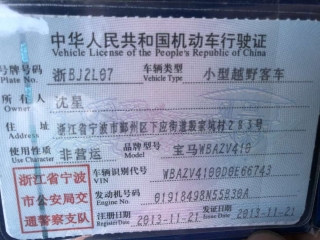 中华人民共和国机动车行驶证
Vehicle License of the People's Republic of China
号牌号码 浙BJ2L07 车辆类型 小型越野客车
Plate No. Vehicle Type
所有人 沈星
Owner
住址 浙江省宁波市鄞州区下应街道殷家桃村283号
Address
使用性质 非营运 品牌型号 宝马WBAZV410
Use Character Model
浙江省宁波 车辆识别代号 WBAZV4100D0E66743
VIN
市公安局交 发动机号码 01918498N55B30A
Engine No.
通警察支队 注册日期 2013-11-21 发证日期 2013-11-21
Register Date Issue Date